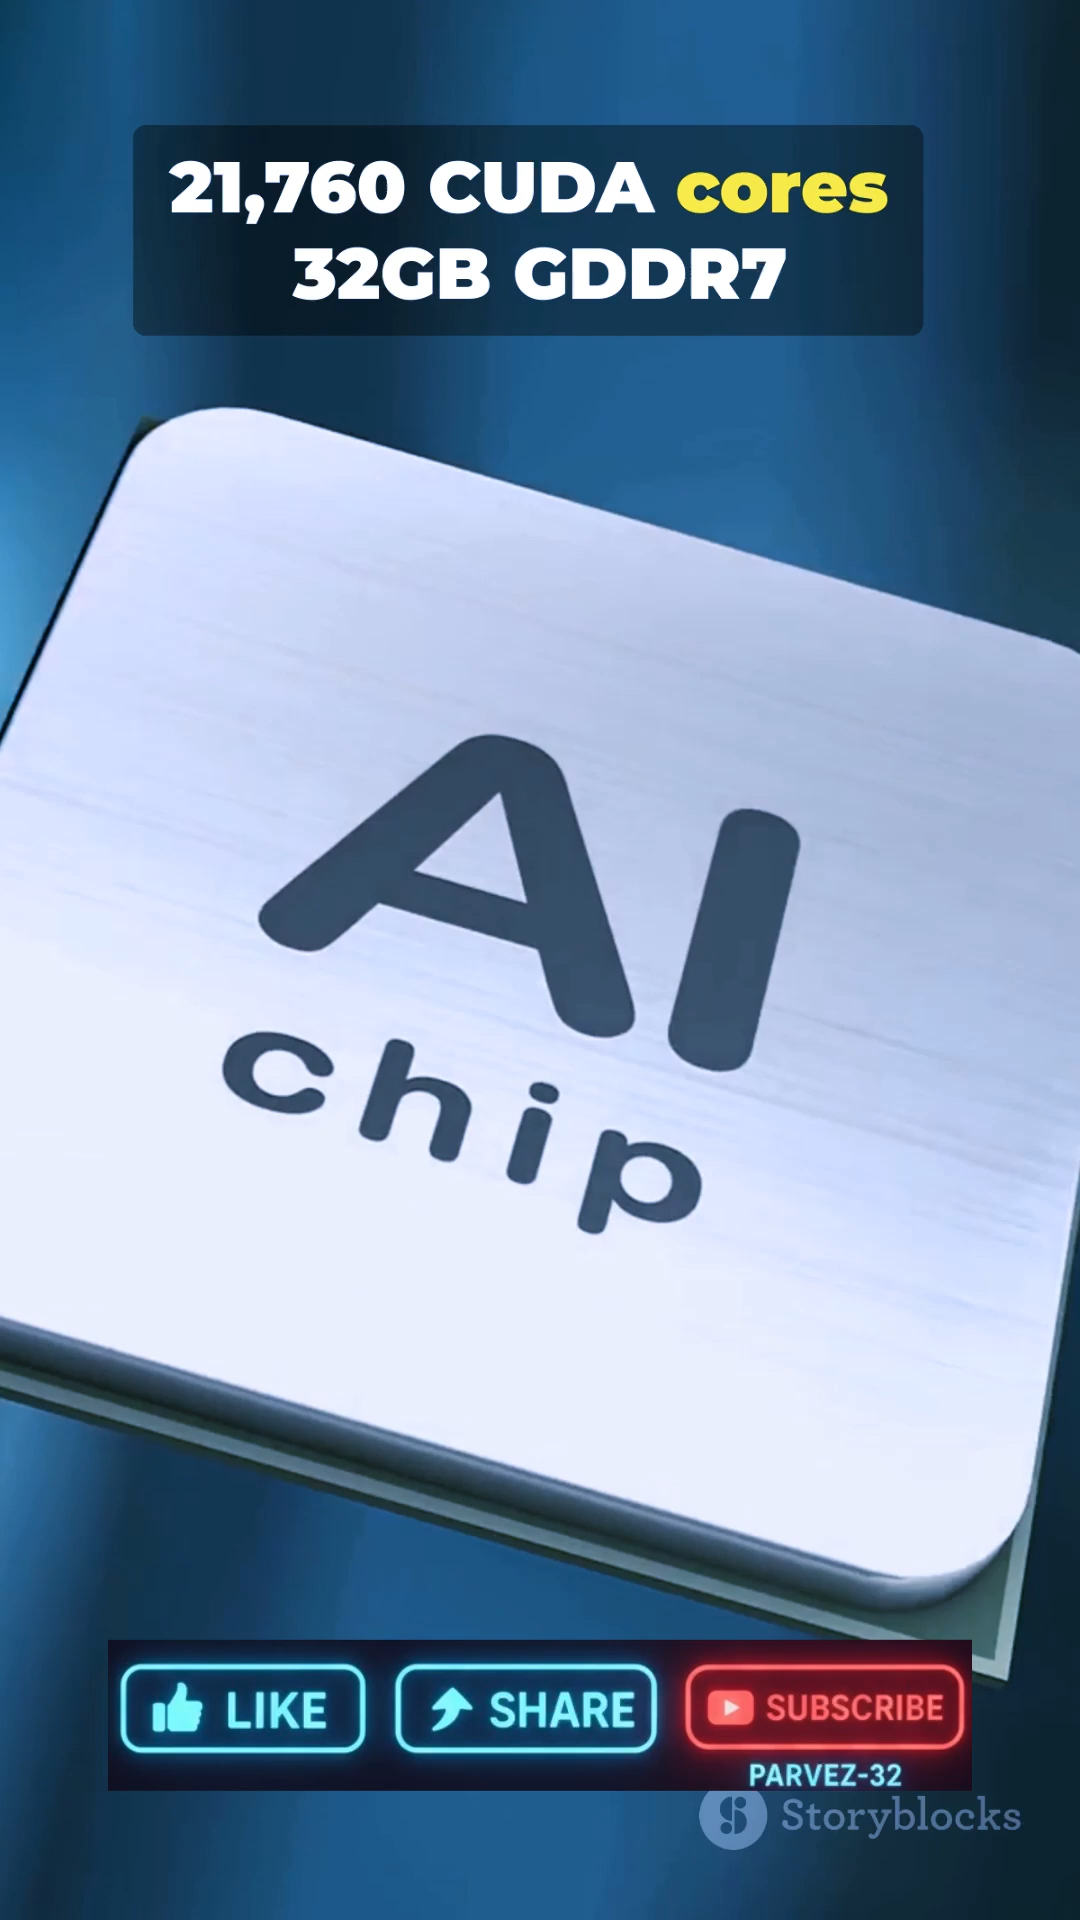 21,760 CUDA cores
32GB GDDR7
AI
chip
LIKE
SHARE
SUBSCRIBE
PARVEZ-32
Storyblocks